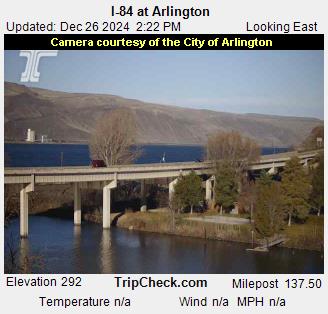 I-84 at Arlington
Updated: Dec 26 2024 2:22 PM Looking East
Camera courtesy of the City of Arlington
Elevation 292 TripCheck.com Milepost 137.50
Temperature n/a Wind n/a MPH n/a